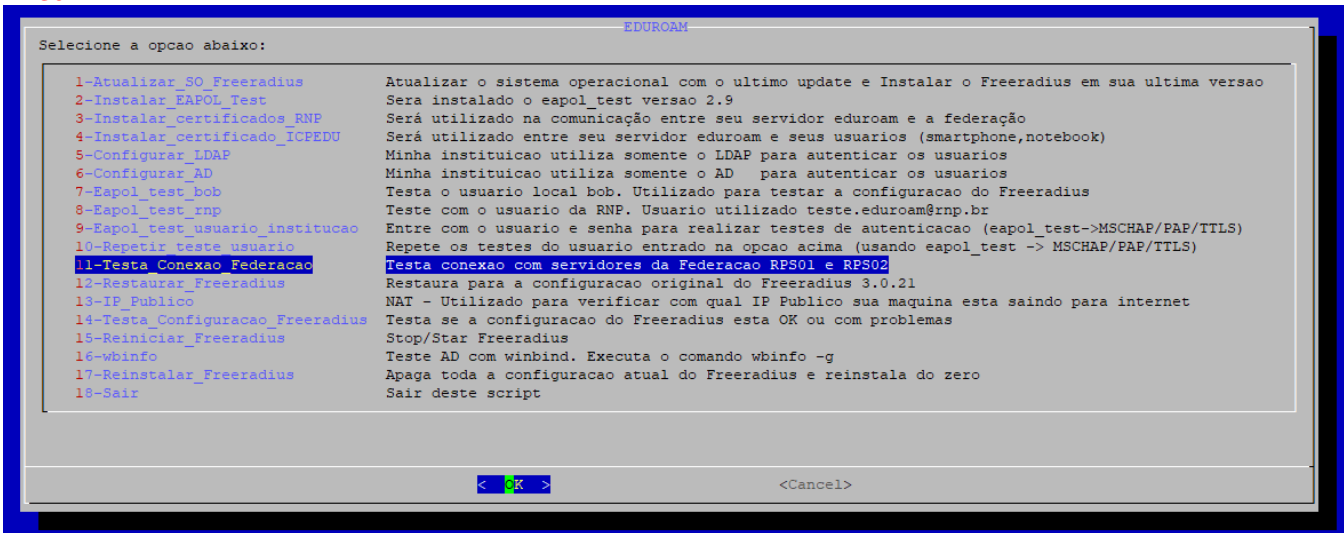 EDUROAM
Selecione a opcao abaixo:
1-Atualizar_SO_Freeradius Atualizar o sistema operacional com o ultimo update e Instalar o Freeradius em sua ultima versao
2-Instalar_EAPOL_Test Sera instalado o eapol_test versao 2.9
3-Instalar_certificados_RNP Será utilizado na comunicação entre seu servidor eduroam e a federação
4-Instalar_certificado_ICPEDU Será utilizado entre seu servidor eduroam e seus usuarios (smartphone,notebook)
5-Configurar_LDAP Minha instituicao utiliza somente o LDAP para autenticar os usuarios
6-Configurar_AD Minha instituicao utiliza somente o AD para autenticar os usuarios
7-Eapol_test_bob Testa o usuario local bob. Utilizado para testar a configuracao do Freeradius
8-Eapol_test_rnp Teste com o usuario da RNP. Usuario utilizado teste.eduroam@rnp.br
9-Eapol_test_usuario_instituicao Entre com o usuario e senha para realizar testes de autenticacao (eapol_test->MSCHAP/PAP/TTLS)
10-Repetir_teste_usuario Repete os testes do usuario entrado na opcao acima (usando eapol_test -> MSCHAP/PAP/TTLS)
11-Testa_Conexao_Federacao Testa conexao com servidores da Federacao RPS01 e RPS02
12-Restaurar_Freeradius Restaura para a configuracao original do Freeradius 3.0.21
13-IP_Publico NAT - Utilizado para verificar com qual IP Publico sua maquina esta saindo para internet
14-Testa_Configuracao_Freeradius Testa se a configuracao do Freeradius esta OK ou com problemas
15-Reiniciar_Freeradius Stop/Star Freeradius
16-wbinfo Teste AD com winbind. Executa o comando wbinfo -g
17-Reinstalar_Freeradius Apaga toda a configuracao atual do Freeradius e reinstala do zero
18-Sair Sair deste script
< OK > <Cancel>